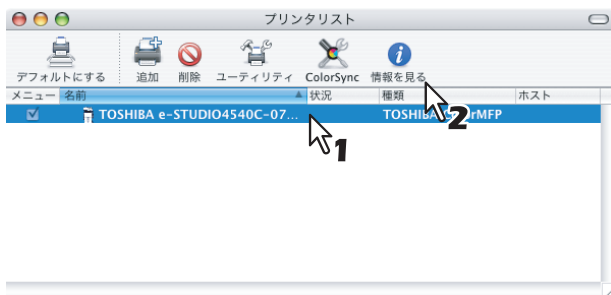 プリンタリスト
デフォルトにする 追加 削除 ユーティリティ ColorSync 情報を見る
メニュー 名前 状況 種類 ホスト
TOSHIBA e-STUDIO4540C-07... TOSHIBA rMFP
1
2